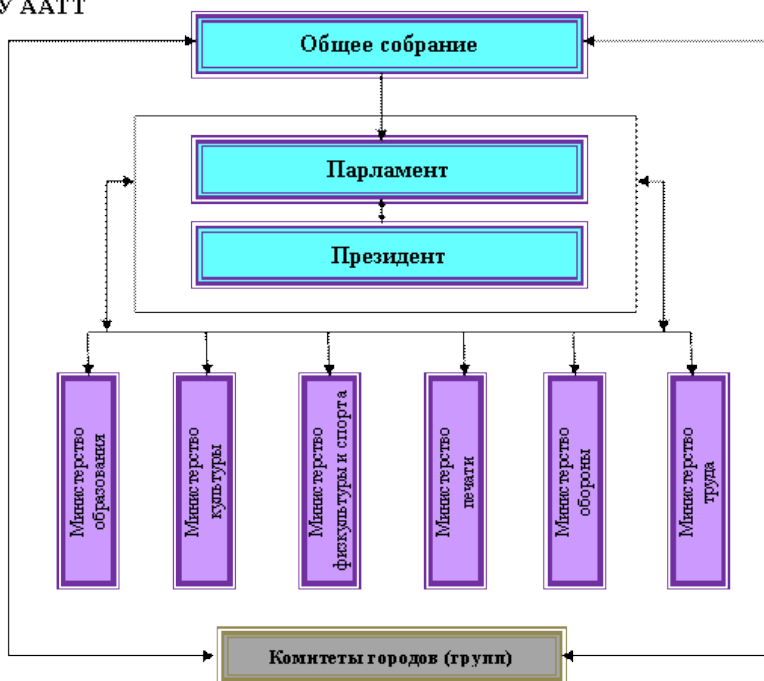 У ААТТ
Общее собрание
Парламент
Президент
Министерство
образования
Министерство
культуры
Министерство
физкультуры и спорта
Министерство
печати
Министерство
обороны
Министерство
труда
Комитеты городов (групп)